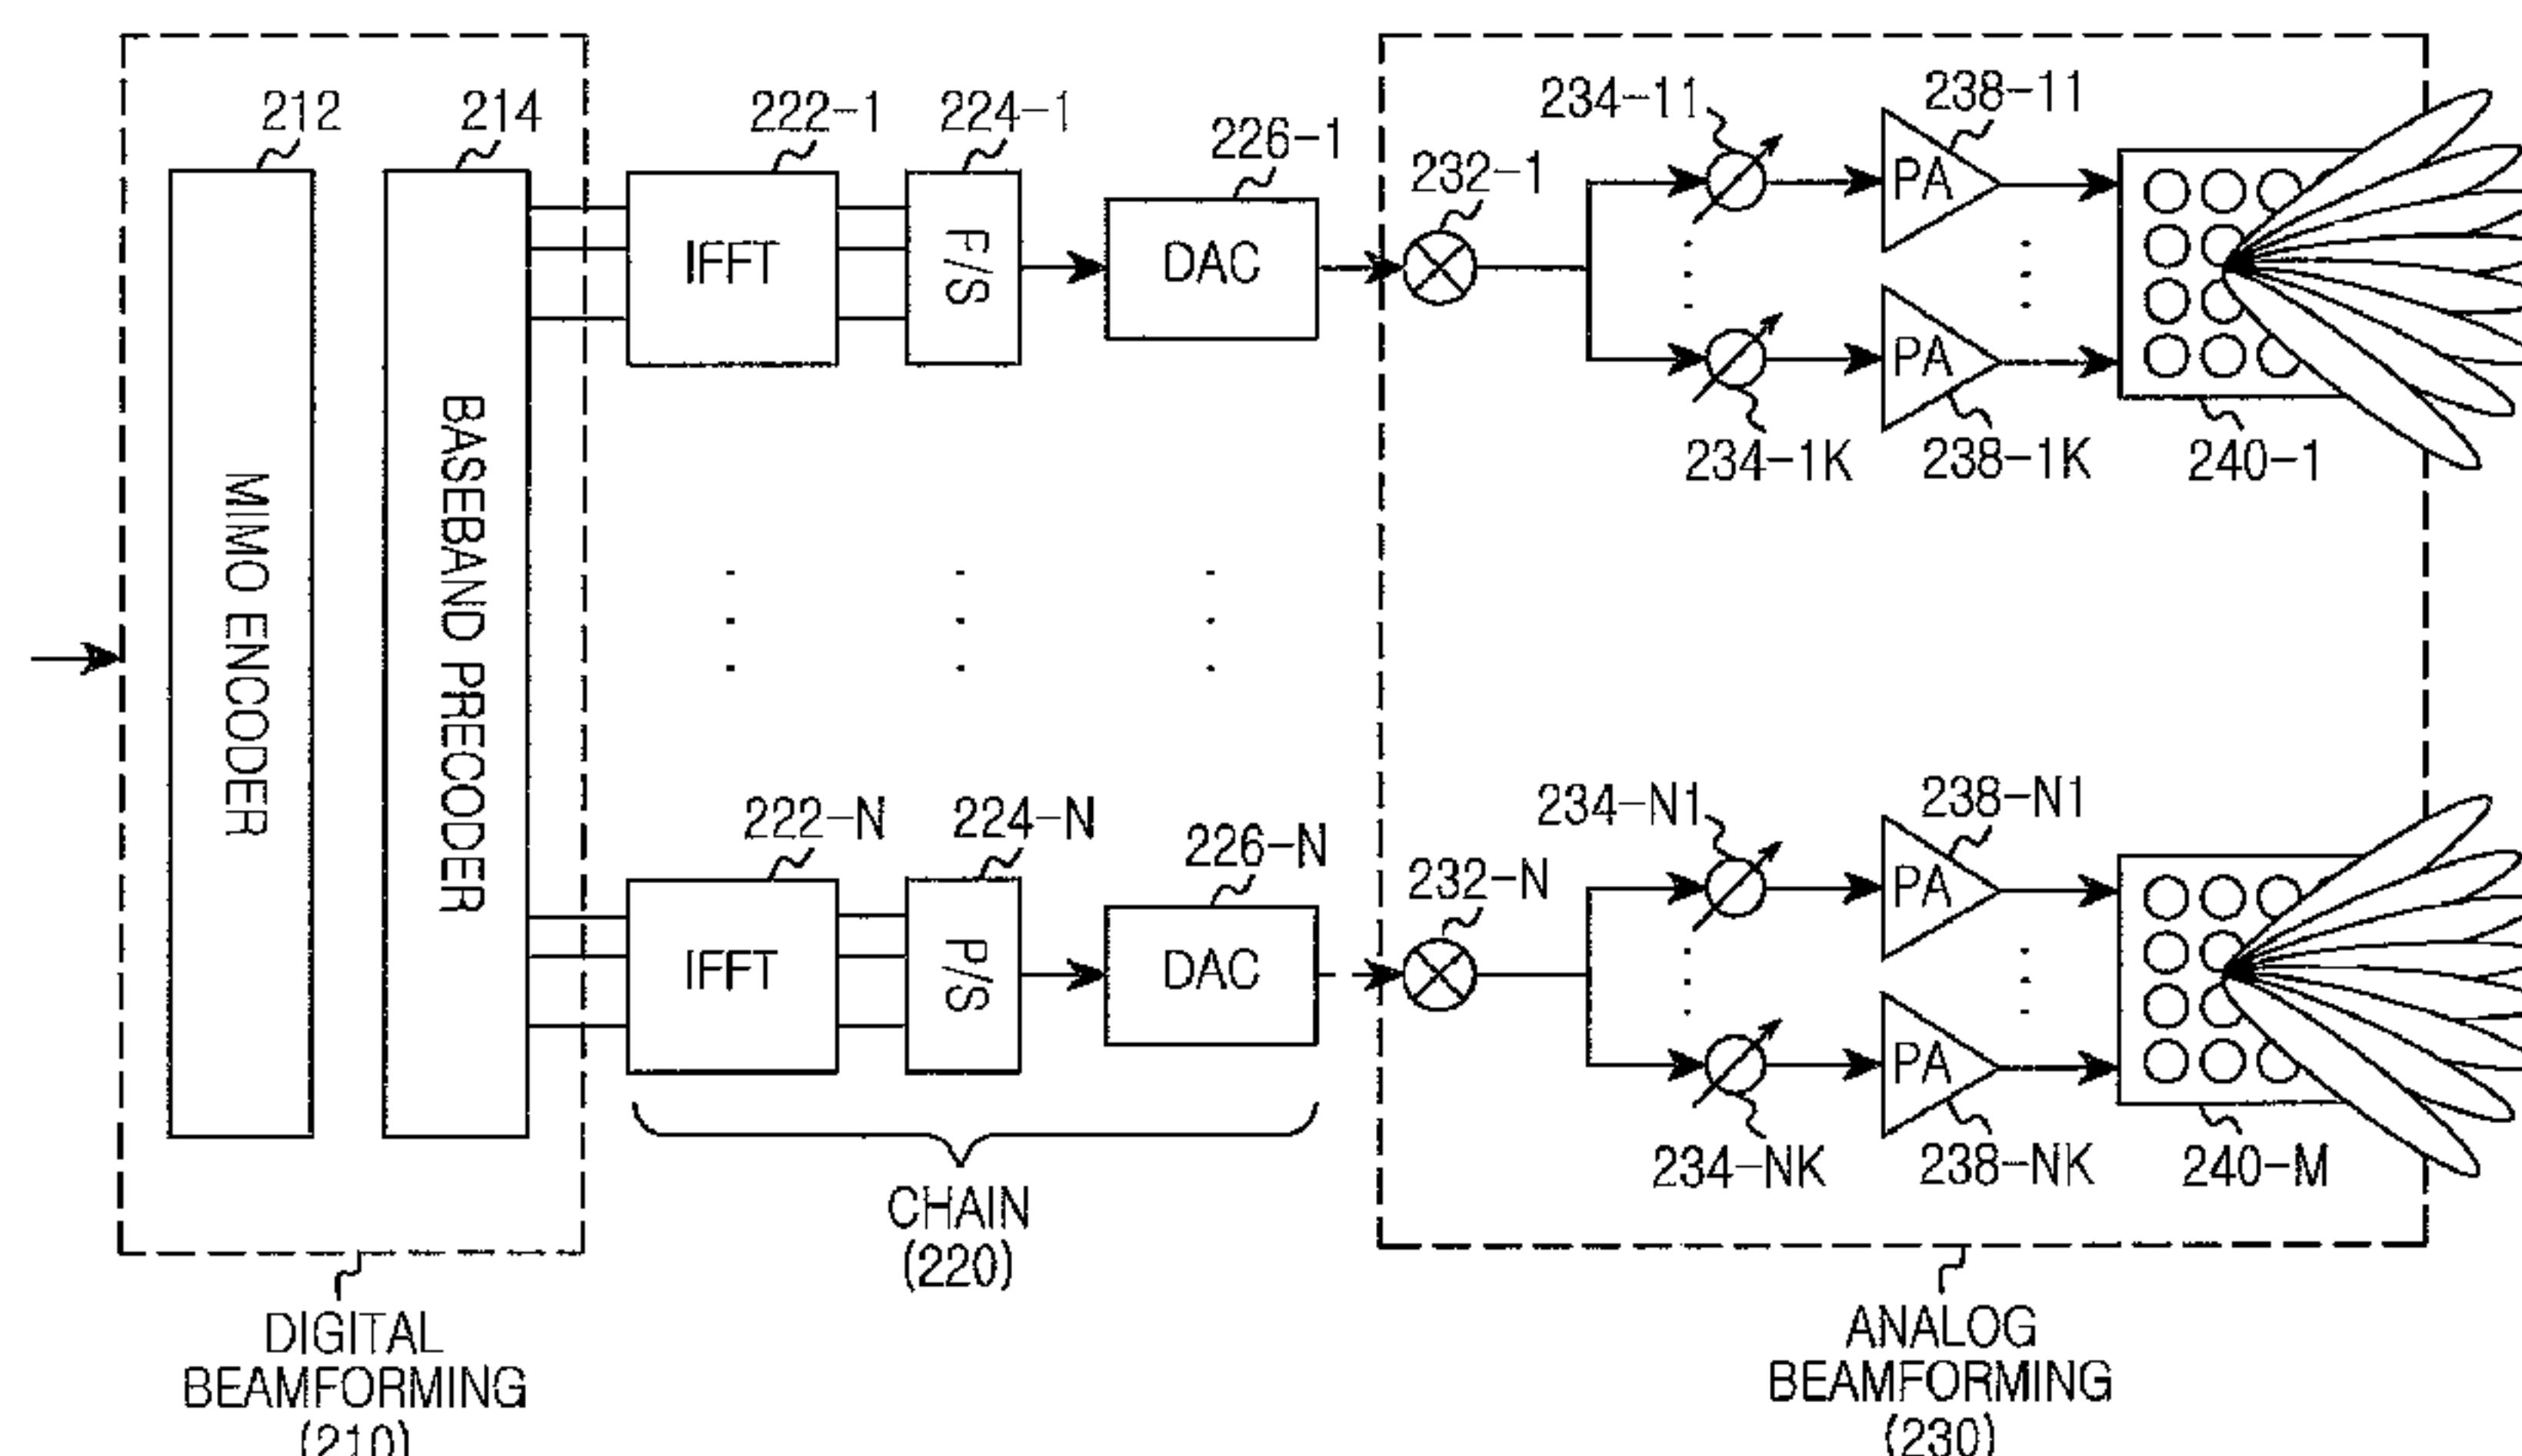 212
214
222-1
224-1
226-1
232-1
234-11
238-11
MIMO ENCODER
BASEBAND PRECODER
IFFT
F/S
DAC
PA
PA
234-1K
238-1K
240-1
222-N
224-N
226-N
232-N
234-N1
238-N1
IFFT
P/S
DAC
PA
PA
234-NK
238-NK
240-M
CHAIN
(220)
DIGITAL
BEAMFORMING
(210)
ANALOG
BEAMFORMING
(230)